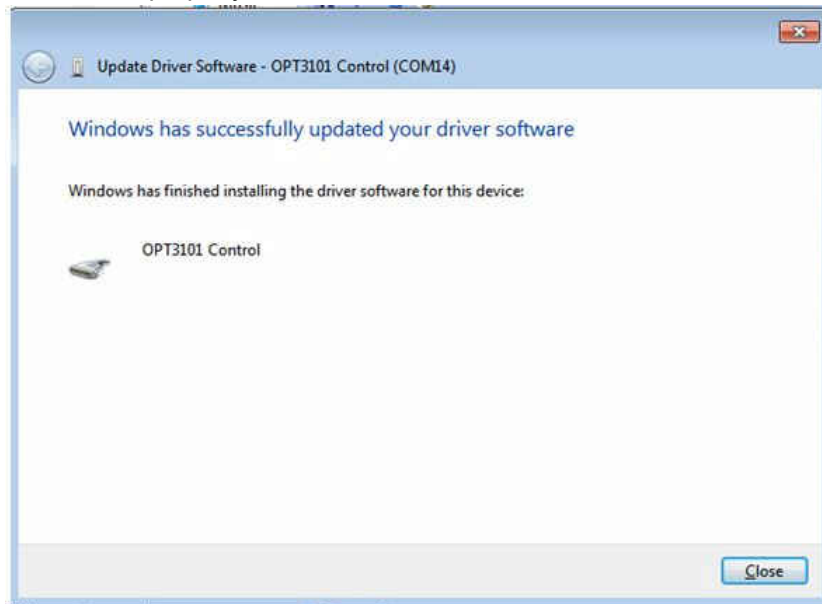 Update Driver Software - OPT3101 Control (COM14)
Windows has successfully updated your driver software
Windows has finished installing the driver software for this device:
OPT3101 Control
Close